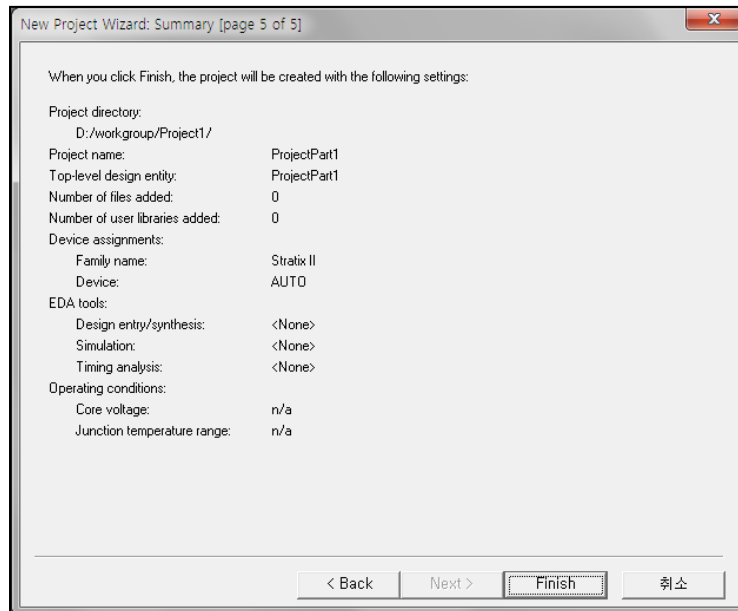 New Project Wizard: Summary [page 5 of 5]
When you click Finish, the project will be created with the following settings:
Project directory:
D:/workgroup/Project1/
Project name: ProjectPart1
Top-level design entity: ProjectPart1
Number of files added: 0
Number of user libraries added: 0
Device assignments:
Family name: Stratix II
Device: AUTO
EDA tools:
Design entry/synthesis: <None>
Simulation: <None>
Timing analysis: <None>
Operating conditions:
Core voltage: n/a
Junction temperature range: n/a
< Back Next > Finish 취소